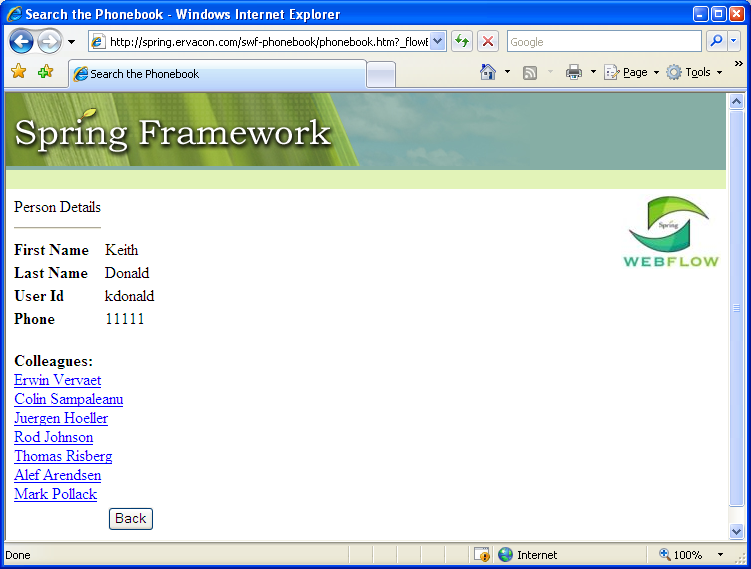 Search the Phonebook - Windows Internet Explorer
http://spring.ervacon.com/swf-phonebook/phonebook.htm?_flowE
Google
Search the Phonebook
Page
Tools
»
Spring Framework
Person Details
Spring
WEBFLOW
First Name Keith
Last Name Donald
User Id kdonald
Phone 11111
Colleagues:
Erwin Vervaet
Colin Sampaleanu
Juergen Hoeller
Rod Johnson
Thomas Risberg
Alef Arendsen
Mark Pollack
Back
Done
Internet
100%